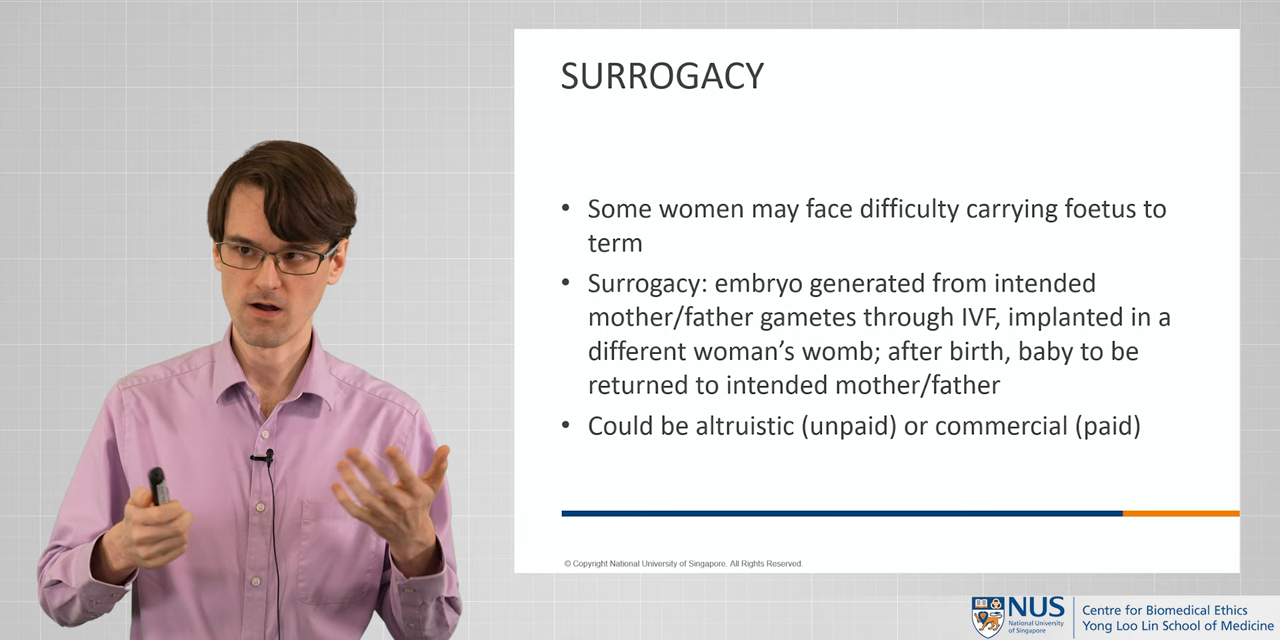 SURROGACY
• Some women may face difficulty carrying foetus to
term
• Surrogacy: embryo generated from intended
mother/father gametes through IVF, implanted in a
different woman’s womb; after birth, baby to be
returned to intended mother/father
• Could be altruistic (unpaid) or commercial (paid)
© Copyright National University of Singapore. All Rights Reserved.
NUS
National University
of Singapore
Centre for Biomedical Ethics
Yong Loo Lin School of Medicine